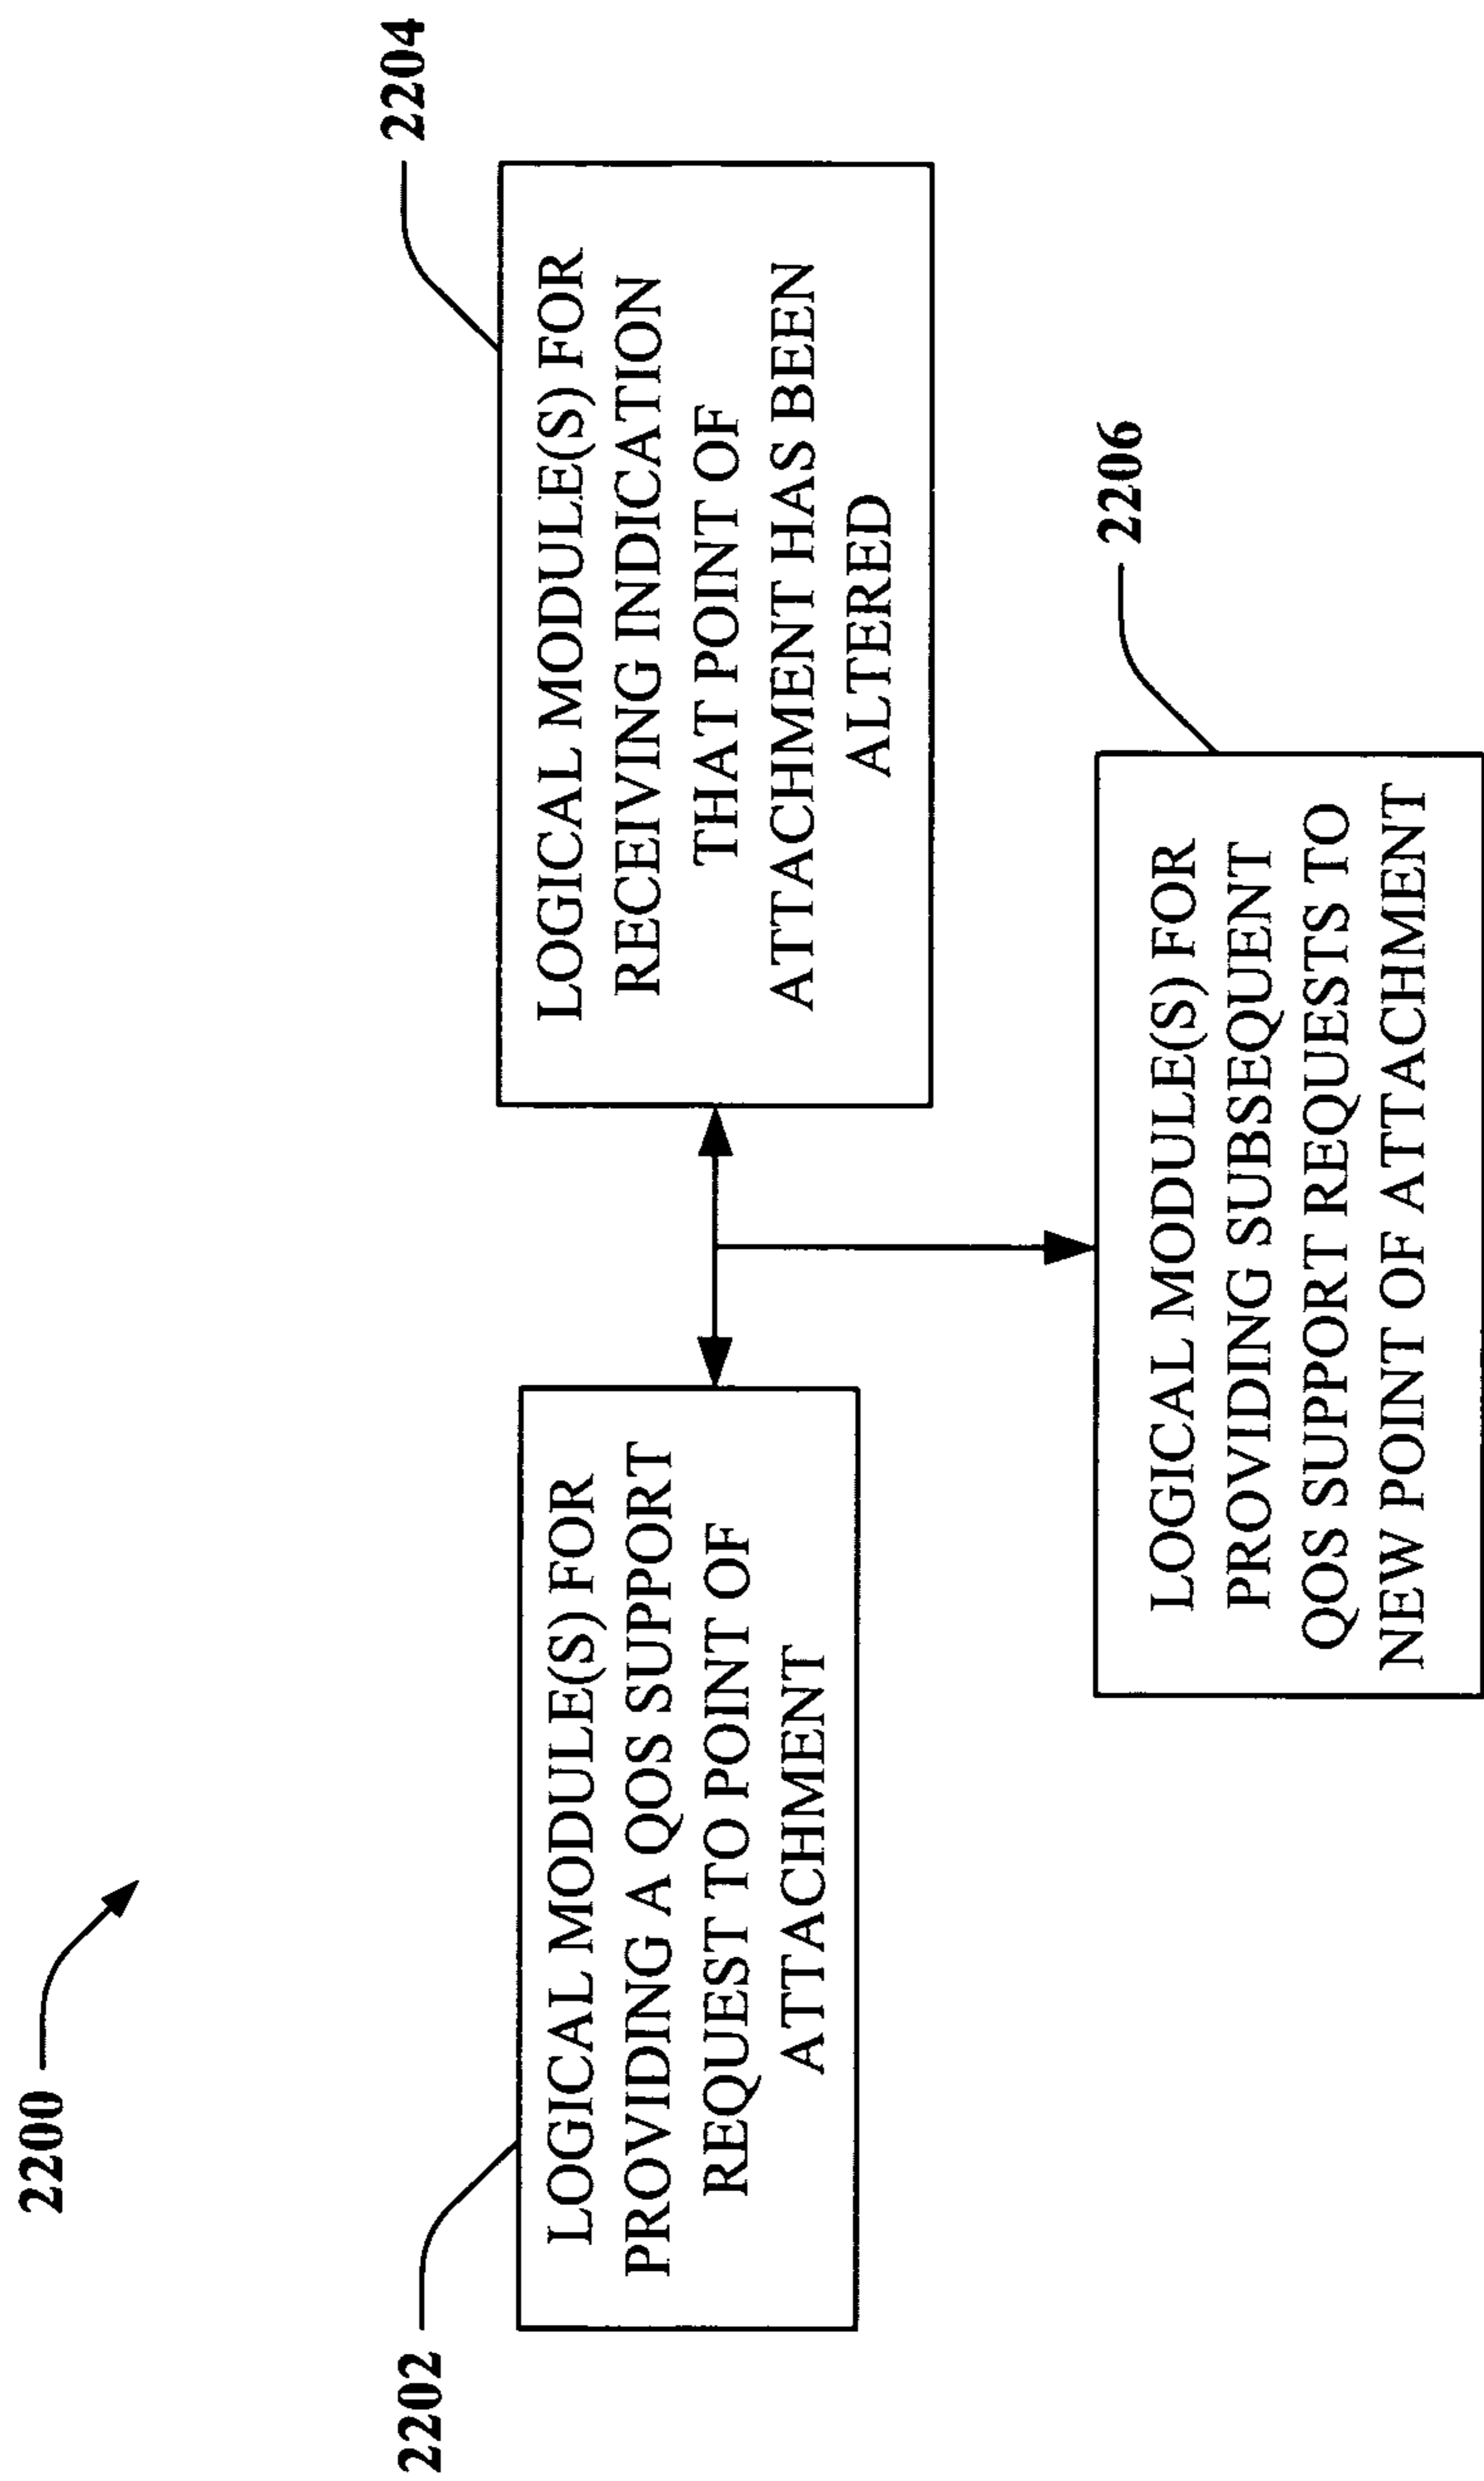 2200
2202
LOGICAL MODULE(S) FOR
PROVIDING A QOS SUPPORT
REQUEST TO POINT OF
ATTACHMENT
2204
LOGICAL MODULE(S) FOR
RECEIVING INDICATION
THAT POINT OF
ATTACHMENT HAS BEEN
ALTERED
2206
LOGICAL MODULE(S) FOR
PROVIDING SUBSEQUENT
QOS SUPPORT REQUESTS TO
NEW POINT OF ATTACHMENT